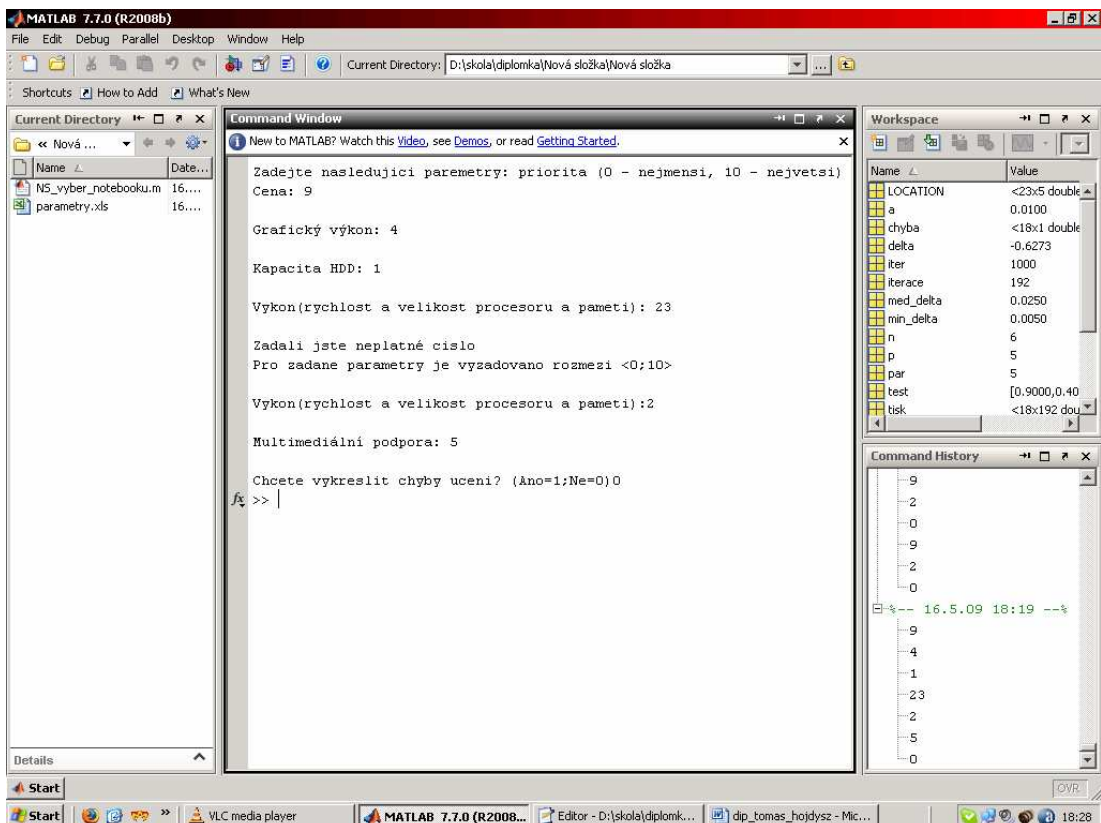 MATLAB 7.7.0 (R2008b)
File Edit Debug Parallel Desktop Window Help
Current Directory: D:\skola\diplomka\Nová složka\Nová složka
Shortcuts How to Add What's New
Current Directory
« Nová ...
Name Date...
NS_vyber_notebooku.m 16....
parametry.xls 16....
Details
Command Window
New to MATLAB? Watch this Video, see Demos, or read Getting Started.
Zadejte nasledujici paremetry: priorita (0 - nejmensi, 10 - nejvetsi)
Cena: 9
Grafický výkon: 4
Kapacita HDD: 1
Vykon(rychlost a velikost procesoru a pameti): 23
Zadali jste neplatné cislo
Pro zadane parametry je vyzadovano rozmezi <0;10>
Vykon(rychlost a velikost procesoru a pameti):2
Multimediální podpora: 5
Chcete vykreslit chyby uceni? (Ano=1;Ne=0)0
fx >>
Workspace
Name Value
LOCATION <23x5 double
a 0.0100
chyba <18x1 double
delta -0.6273
iter 1000
iterace 192
med_delta 0.0250
min_delta 0.0050
n 6
p 5
par 5
test [0.9000,0.40
tisk <18x192 dou
Command History
9
2
0
9
2
0
%-- 16.5.09 18:19 --%
9
4
1
23
2
5
0
Start
OVR
Start » VLC media player MATLAB 7.7.0 (R2008... Editor - D:\skola\diplomk... dip_tomas_hojdysz - Mic... 18:28